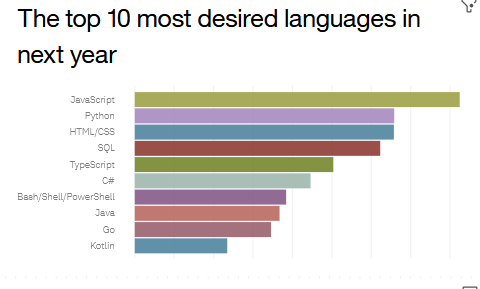 The top 10 most desired languages in
next year
JavaScript
Python
HTML/CSS
SQL
TypeScript
C#
Bash/Shell/PowerShell
Java
Go
Kotlin